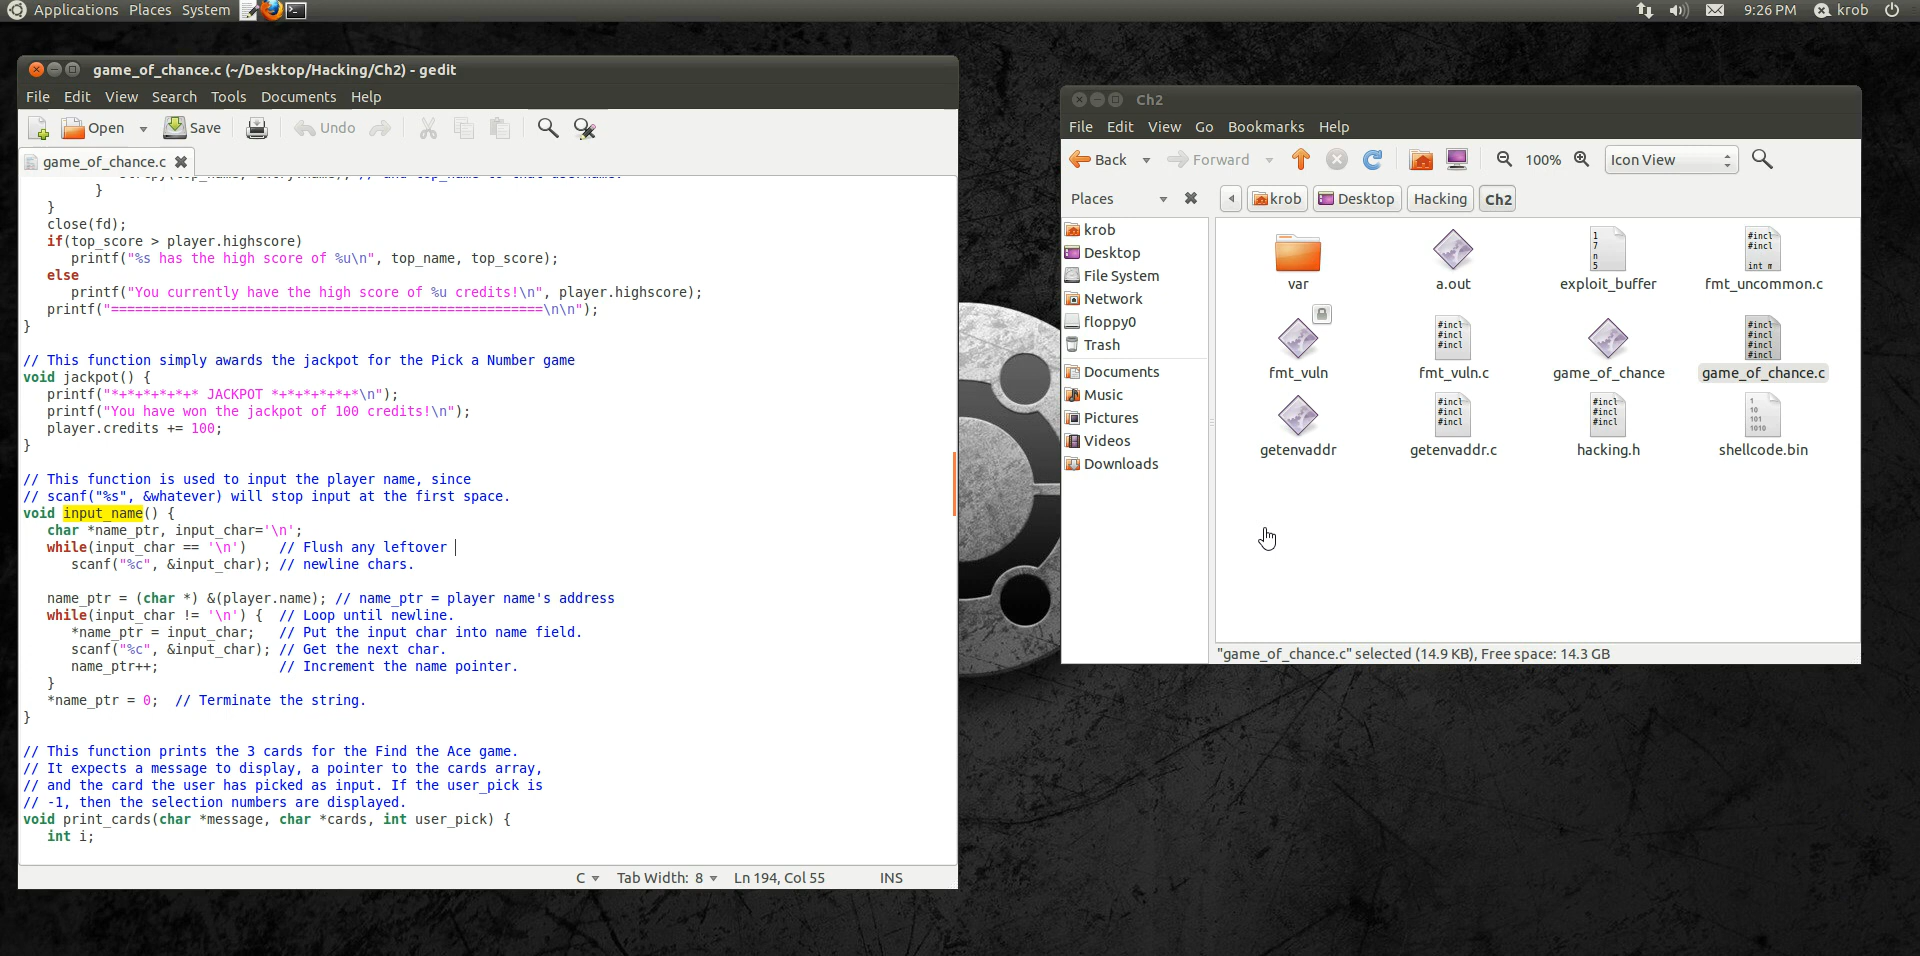 Applications Places System
9:26 PM krob
game_of_chance.c (~/Desktop/Hacking/Ch2) - gedit
File Edit View Search Tools Documents Help
Open Save Undo
game_of_chance.c
}
}
close(fd);
if(top_score > player.highscore)
printf("%s has the high score of %u\n", top_name, top_score);
else
printf("You currently have the high score of %u credits!\n", player.highscore);
printf("======================================================\n\n");
}
// This function simply awards the jackpot for the Pick a Number game
void jackpot() {
printf("*+*+*+*+*+* JACKPOT *+*+*+*+*+*\n");
printf("You have won the jackpot of 100 credits!\n");
player.credits += 100;
}
// This function is used to input the player name, since
// scanf("%s", &whatever) will stop input at the first space.
void input_name() {
char *name_ptr, input_char='\n';
while(input_char == '\n')    // Flush any leftover
scanf("%c", &input_char); // newline chars.
name_ptr = (char *) &(player.name); // name_ptr = player name's address
while(input_char != '\n') {  // Loop until newline.
*name_ptr = input_char;   // Put the input char into name field.
scanf("%c", &input_char); // Get the next char.
name_ptr++;               // Increment the name pointer.
}
*name_ptr = 0;  // Terminate the string.
}
// This function prints the 3 cards for the Find the Ace game.
// It expects a message to display, a pointer to the cards array,
// and the card the user has picked as input. If the user_pick is
// -1, then the selection numbers are displayed.
void print_cards(char *message, char *cards, int user_pick) {
int i;
C Tab Width: 8 Ln 194, Col 55 INS
Ch2
File Edit View Go Bookmarks Help
Back Forward 100% Icon View
Places krob Desktop Hacking Ch2
krob
Desktop
File System
Network
floppy0
Trash
Documents
Music
Pictures
Videos
Downloads
var a.out exploit_buffer fmt_uncommon.c
fmt_vuln fmt_vuln.c game_of_chance game_of_chance.c
getenvaddr getenvaddr.c hacking.h shellcode.bin
"game_of_chance.c" selected (14.9 KB), Free space: 14.3 GB